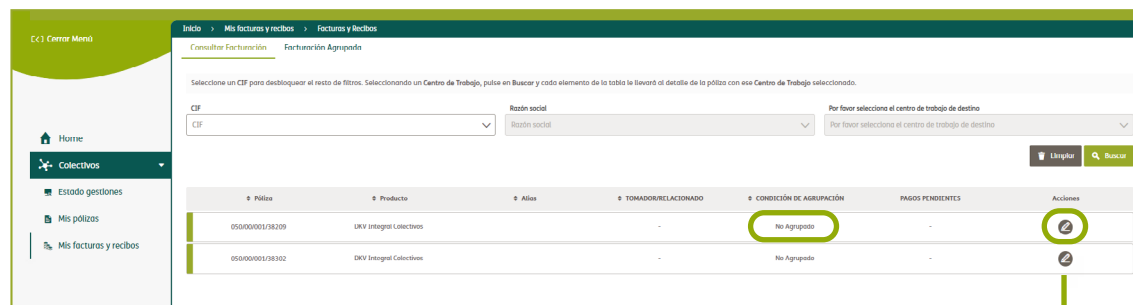 Inicio > Mis facturas y recibos > Facturas y Recibos
[<] Cerrar Menú
Consultar Facturación Facturación Agrupada
Seleccione un CIF para desbloquear el resto de filtros. Seleccionando un Centro de Trabajo, pulse en Buscar y cada elemento de la tabla le llevará al detalle de la póliza con ese Centro de Trabajo seleccionado.
CIF Razón social Por favor selecciona el centro de trabajo de destino
CIF Razón social Por favor selecciona el centro de trabajo de destino
Home
Limpiar Buscar
Colectivos
Estado gestiones
Póliza Producto Alias TOMADOR/RELACIONADO CONDICIÓN DE AGRUPACIÓN PAGOS PENDIENTES Acciones
Mis pólizas
050/00/001/38209 DKV Integral Colectivos - No Agrupado -
Mis facturas y recibos
050/00/001/38302 DKV Integral Colectivos - No Agrupado -